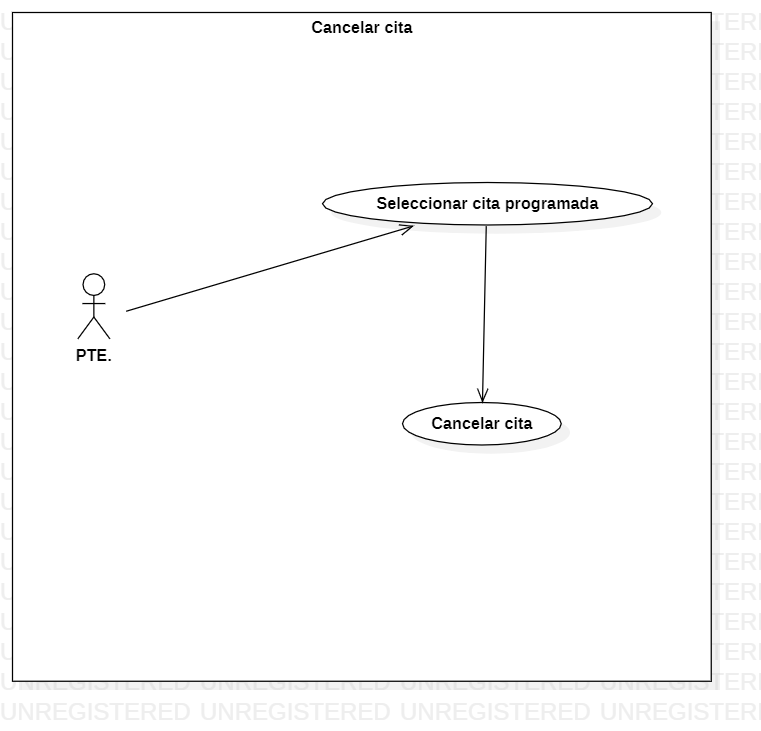 Cancelar cita
Seleccionar cita programada
PTE.
Cancelar cita
UNREGISTERED UNREGISTERED UNREGISTERED UNREGISTERED